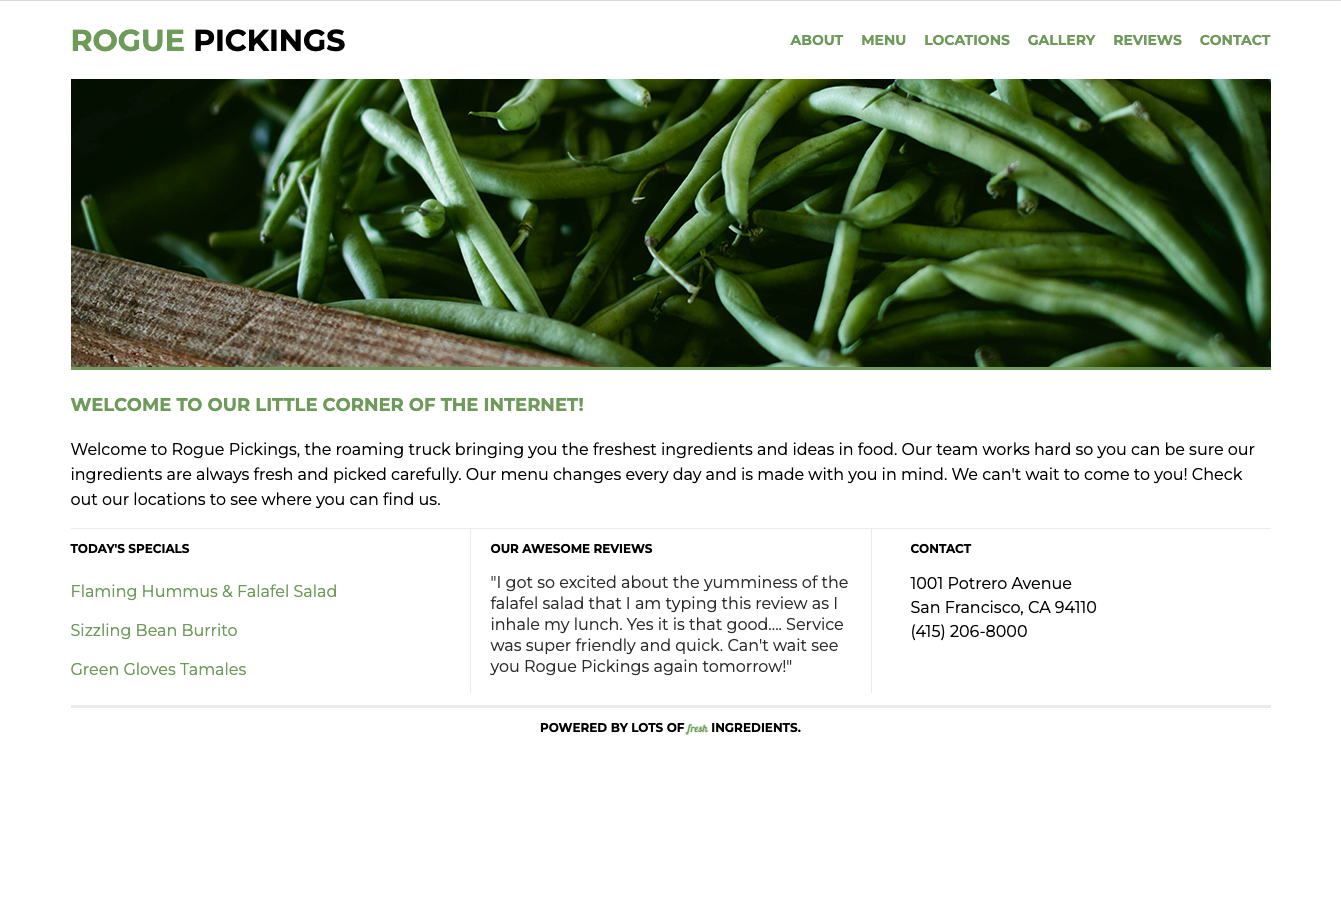 ROGUE PICKINGS
ABOUT MENU LOCATIONS GALLERY REVIEWS CONTACT
WELCOME TO OUR LITTLE CORNER OF THE INTERNET!
Welcome to Rogue Pickings, the roaming truck bringing you the freshest ingredients and ideas in food. Our team works hard so you can be sure our
ingredients are always fresh and picked carefully. Our menu changes every day and is made with you in mind. We can't wait to come to you! Check
out our locations to see where you can find us.
TODAY'S SPECIALS
Flaming Hummus & Falafel Salad
Sizzling Bean Burrito
Green Gloves Tamales
OUR AWESOME REVIEWS
"I got so excited about the yumminess of the
falafel salad that I am typing this review as I
inhale my lunch. Yes it is that good.... Service
was super friendly and quick. Can't wait see
you Rogue Pickings again tomorrow!"
CONTACT
1001 Potrero Avenue
San Francisco, CA 94110
(415) 206-8000
POWERED BY LOTS OF fresh INGREDIENTS.